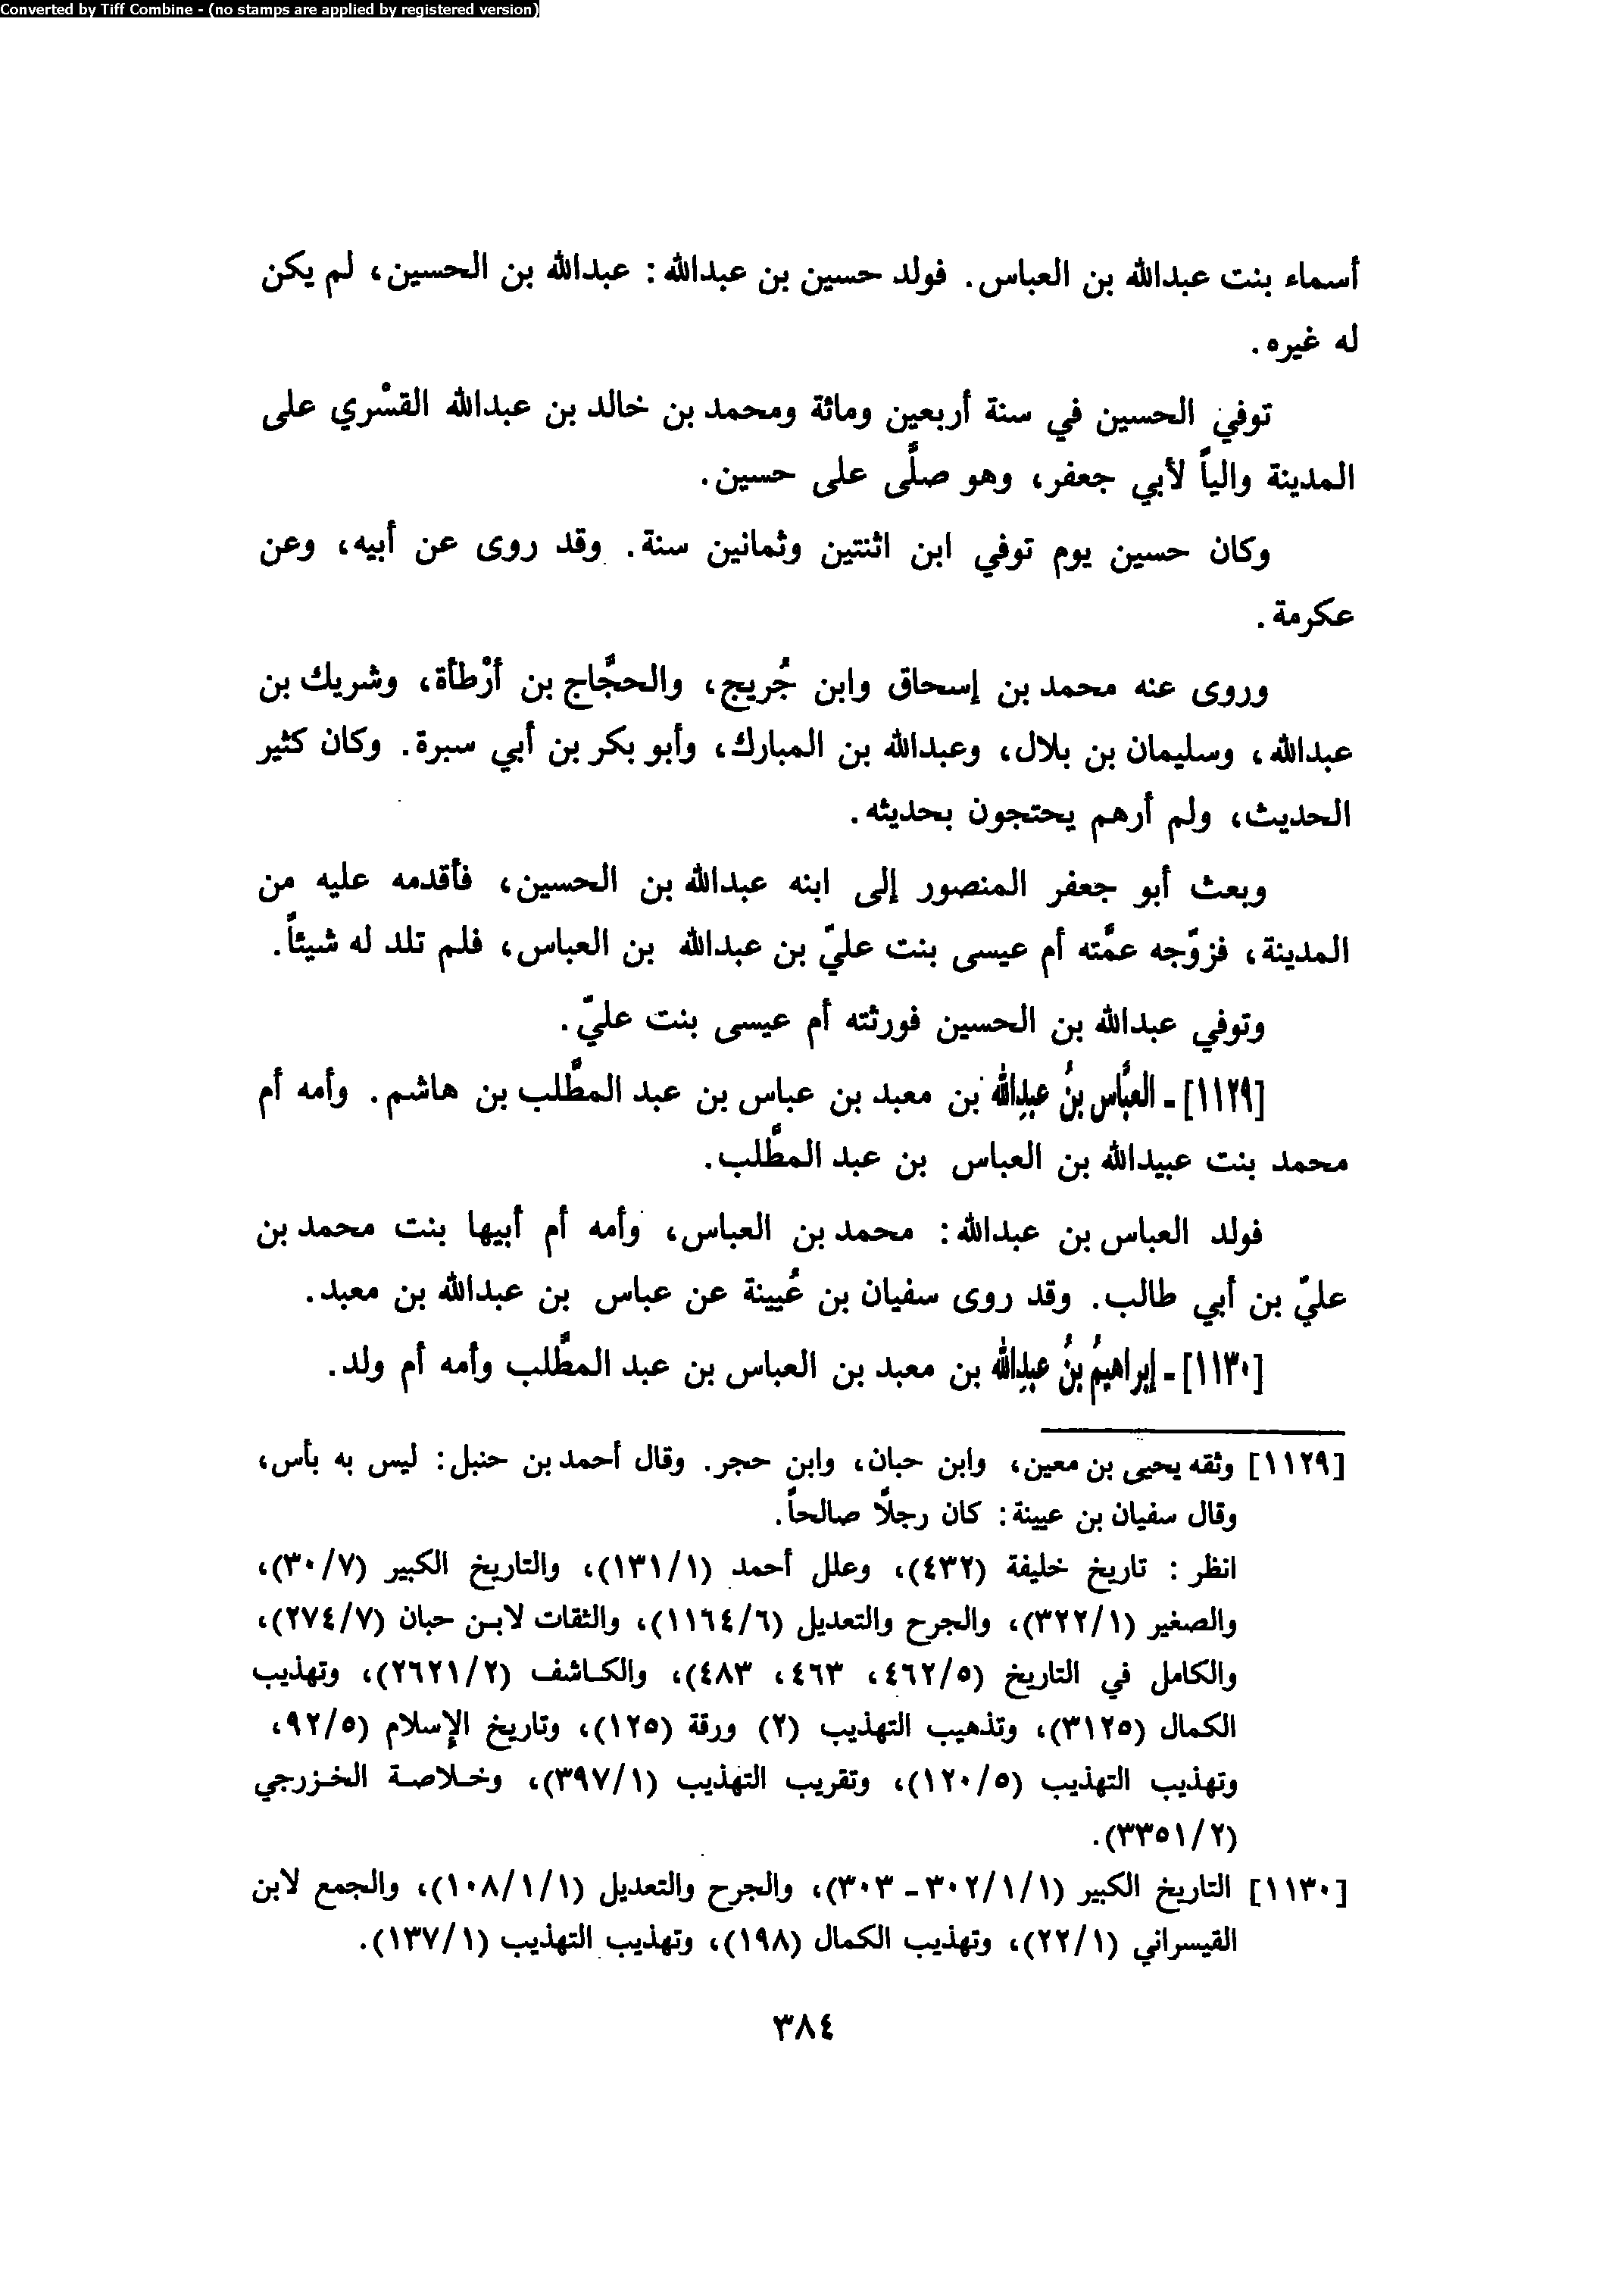 Converted by Tiff Combine - (no stamps are applied by registered version)
أسماء بنت عبدالله بن العباس. فولد حسين بن عبدالله: عبدالله بن الحسين، لم يكن
له غيره.
توفي الحسين في سنة أربعين ومائة ومحمد بن خالد بن عبدالله القسْري على
المدينة والياً لأبي جعفر، وهو صلَّى على حسين.
وكان حسين يوم توفي ابن اثنتين وثمانين سنة. وقد روى عن أبيه، وعن
عكرمة.
وروى عنه محمد بن إسحاق وابن جُريج، والحجَّاج بن أرْطأة، وشريك بن
عبدالله، وسليمان بن بلال، وعبدالله بن المبارك، وأبو بكر بن أبي سبرة. وكان كثير
الحديث، ولم أرهم يحتجون بحديثه.
وبعث أبو جعفر المنصور إلى ابنه عبدالله بن الحسين، فأقدمه عليه من
المدينة، فزوّجه عمَّته أم عيسى بنت عليّ بن عبدالله بن العباس، فلم تلد له شيئاً.
وتوفي عبدالله بن الحسين فورثته أم عيسى بنت عليّ.
[١١٢٩] - العبَّاس بنُ عبدِالله بن معبد بن عباس بن عبد المطَّلب بن هاشم. وأمه أم
محمد بنت عبيدالله بن العباس بن عبد المطَّلب.
فولد العباس بن عبدالله: محمد بن العباس، وأمه أم أبيها بنت محمد بن
عليّ بن أبي طالب. وقد روى سفيان بن عُيينة عن عباس بن عبدالله بن معبد.
[١١٣٠] - إبراهيمُ بنُ عبدِالله بن معبد بن العباس بن عبد المطَّلب وأمه أم ولد.
[١١٢٩] وثقه يحيى بن معين، وابن حبان، وابن حجر. وقال أحمد بن حنبل: ليس به بأس،
وقال سفيان بن عيينة: كان رجلًا صالحاً.
انظر: تاريخ خليفة (٤٣٢)، وعلل أحمد (١٣١/١)، والتاريخ الكبير (٣٠/٧)،
والصغير (٣٢٢/١)، والجرح والتعديل (١١٦٤/٦)، والثقات لابن حبان (٢٧٤/٧)،
والكامل في التاريخ (٤٦٢/٥، ٤٦٣، ٤٨٣)، والكاشف (٢٦٢١/٢)، وتهذيب
الكمال (٣١٢٥)، وتذهيب التهذيب (٢) ورقة (١٢٥)، وتاريخ الإسلام (٩٢/٥،
وتهذيب التهذيب (١٢٠/٥)، وتقريب التهذيب (٣٩٧/١)، وخلاصة الخزرجي
(٣٣٥١/٢).
[١١٣٠] التاريخ الكبير (٣٠٢/١/١ - ٣٠٣)، والجرح والتعديل (١٠٨/١/١)، والجمع لابن
القيسراني (٢٢/١)، وتهذيب الكمال (١٩٨)، وتهذيب التهذيب (١٣٧/١).
٣٨٤